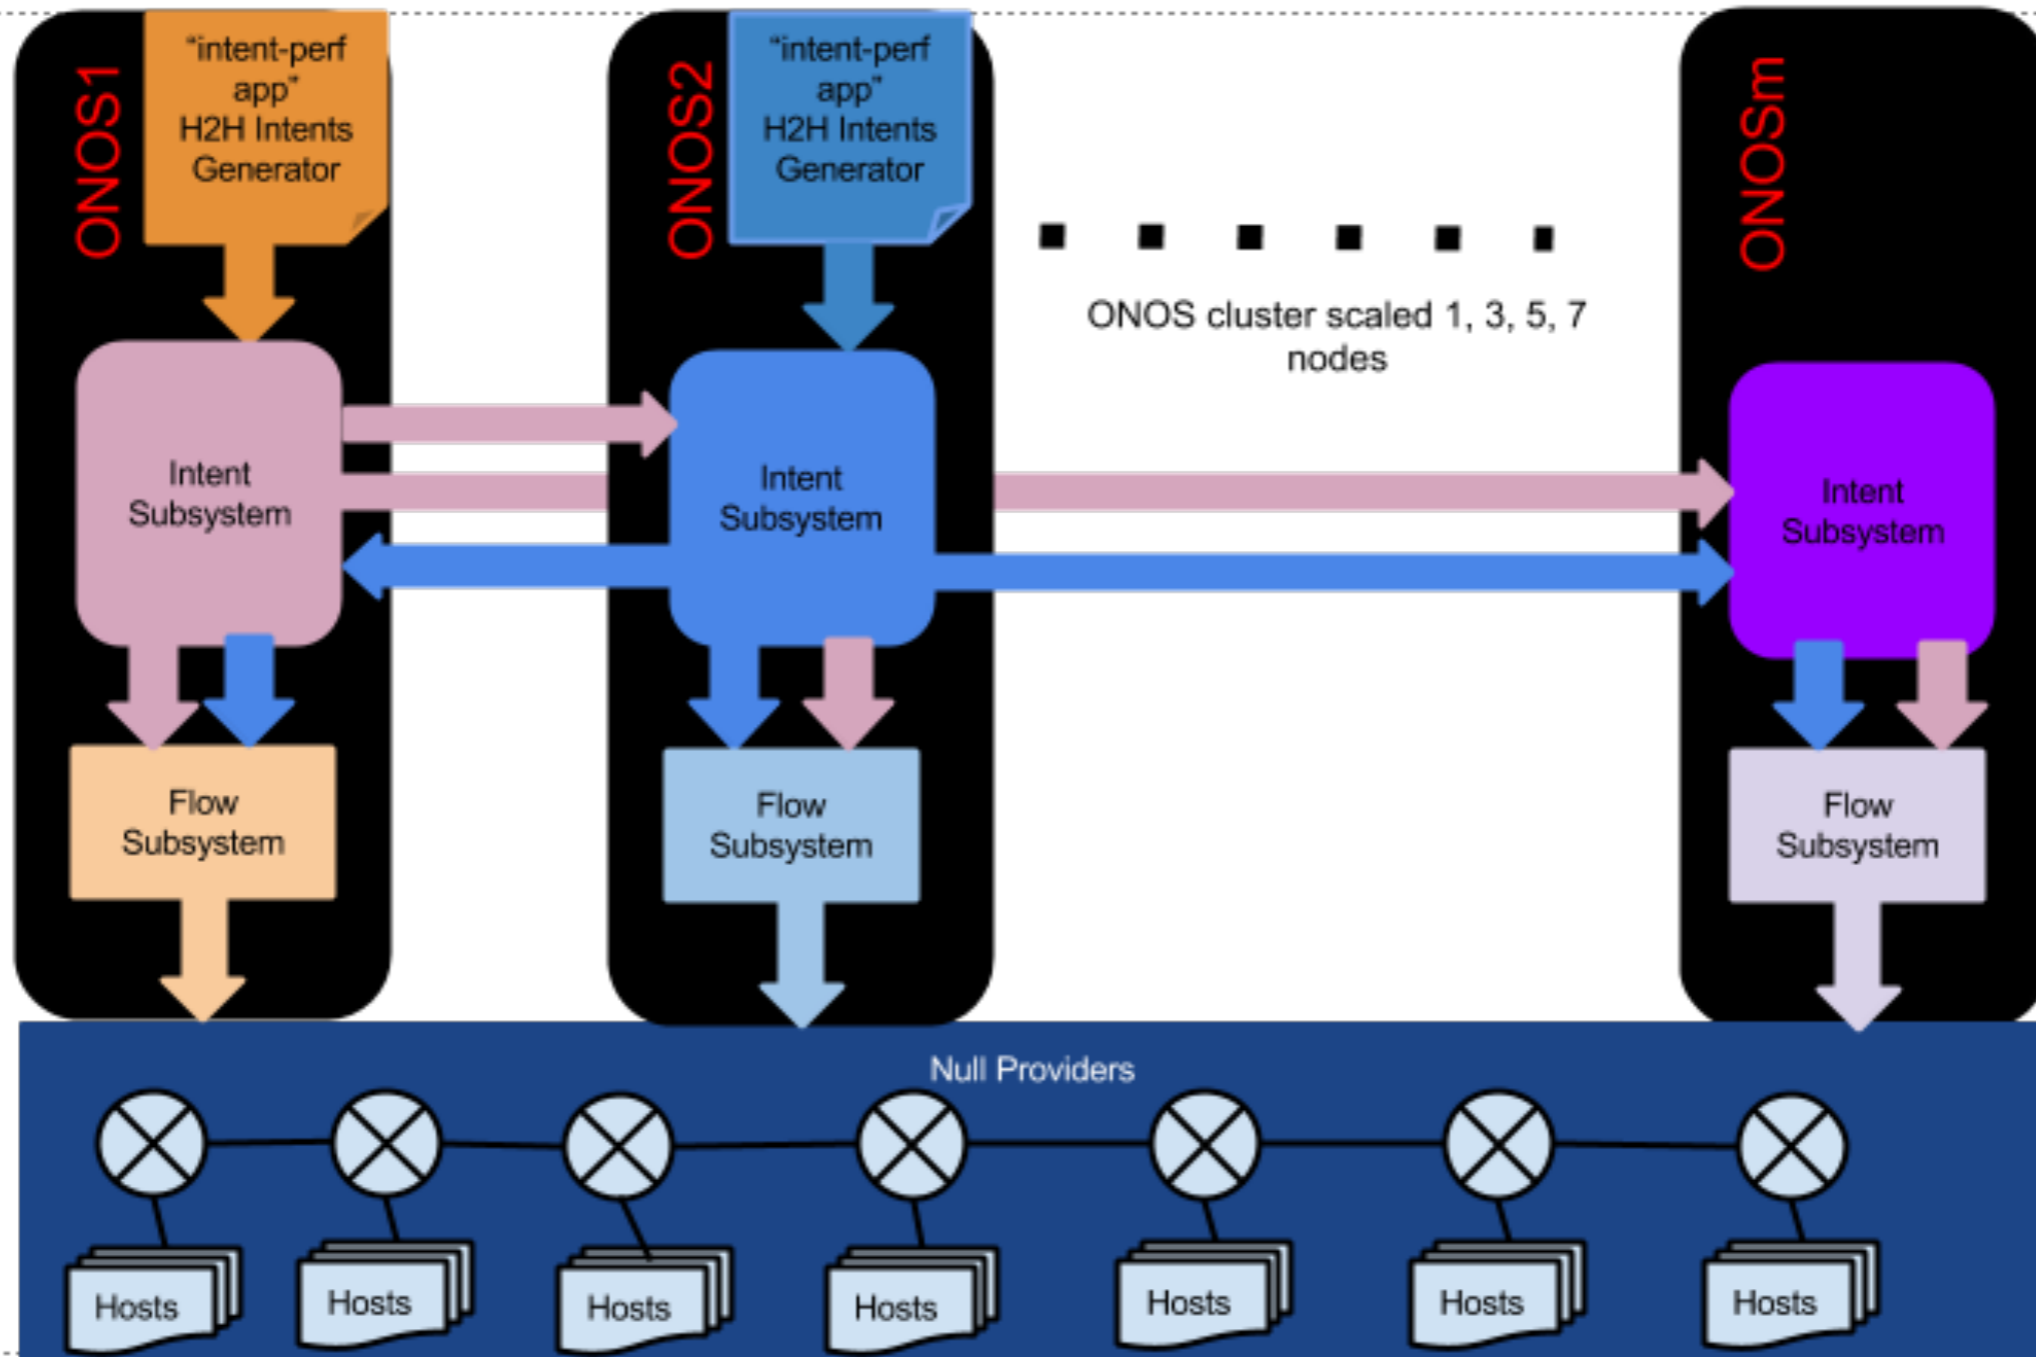 ONOS1
“intent-perf
app”
H2H Intents
Generator
ONOS2
“intent-perf
app”
H2H Intents
Generator
ONOSm
ONOS cluster scaled 1, 3, 5, 7
nodes
Intent
Subsystem
Intent
Subsystem
Intent
Subsystem
Flow
Subsystem
Flow
Subsystem
Flow
Subsystem
Null Providers
Hosts
Hosts
Hosts
Hosts
Hosts
Hosts
Hosts